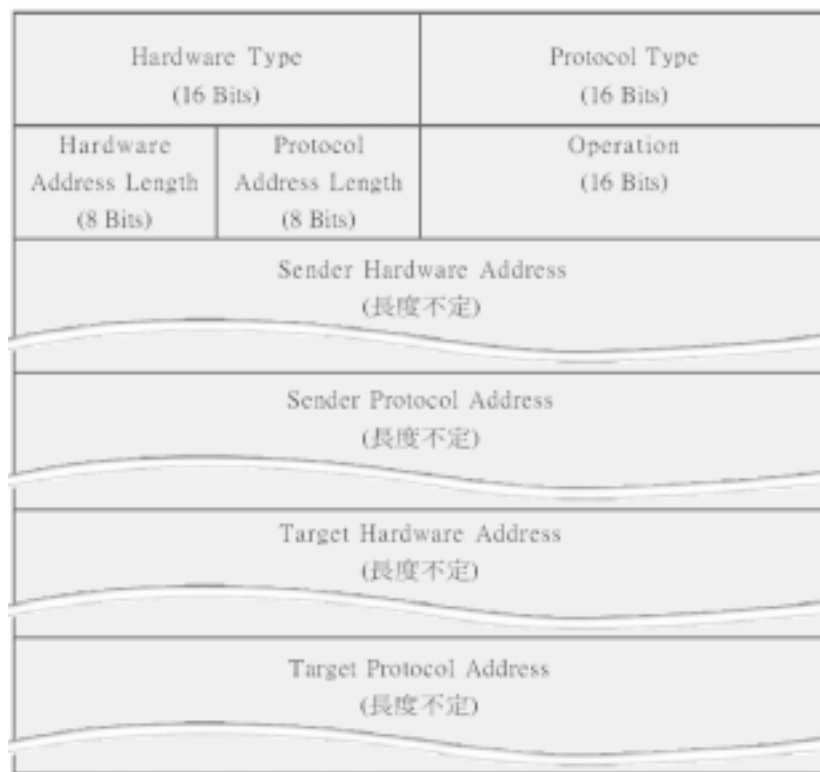 Hardware Type
(16 Bits)
Protocol Type
(16 Bits)
Hardware
Address Length
(8 Bits)
Protocol
Address Length
(8 Bits)
Operation
(16 Bits)
Sender Hardware Address
(長度不定)
Sender Protocol Address
(長度不定)
Target Hardware Address
(長度不定)
Target Protocol Address
(長度不定)